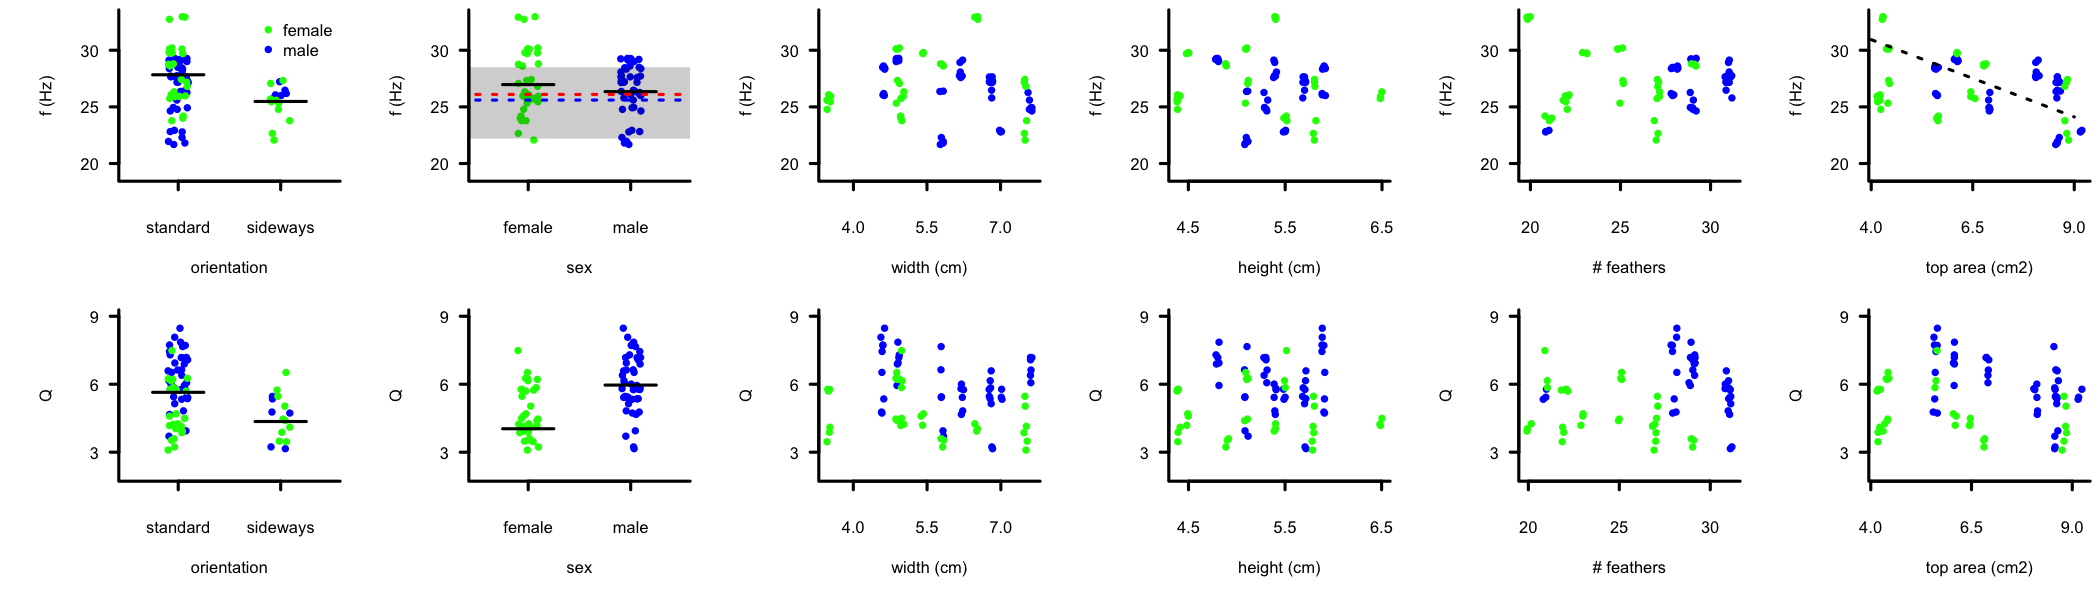 f (Hz)
30
25
20
female
male
standard sideways
orientation
f (Hz)
30
25
20
female male
sex
f (Hz)
30
25
20
4.0 5.5 7.0
width (cm)
f (Hz)
30
25
20
4.5 5.5 6.5
height (cm)
f (Hz)
30
25
20
20 25 30
# feathers
f (Hz)
30
25
20
4.0 6.5 9.0
top area (cm2)
Q
9
6
3
standard sideways
orientation
Q
9
6
3
female male
sex
Q
9
6
3
4.0 5.5 7.0
width (cm)
Q
9
6
3
4.5 5.5 6.5
height (cm)
Q
9
6
3
20 25 30
# feathers
Q
9
6
3
4.0 6.5 9.0
top area (cm2)